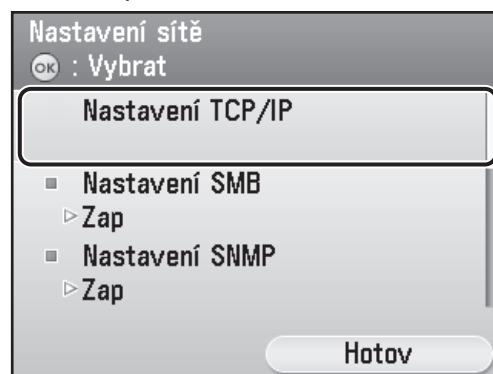 Nastavení sítě
OK : Vybrat
Nastavení TCP/IP
Nastavení SMB
Zap
Nastavení SNMP
Zap
Hotov